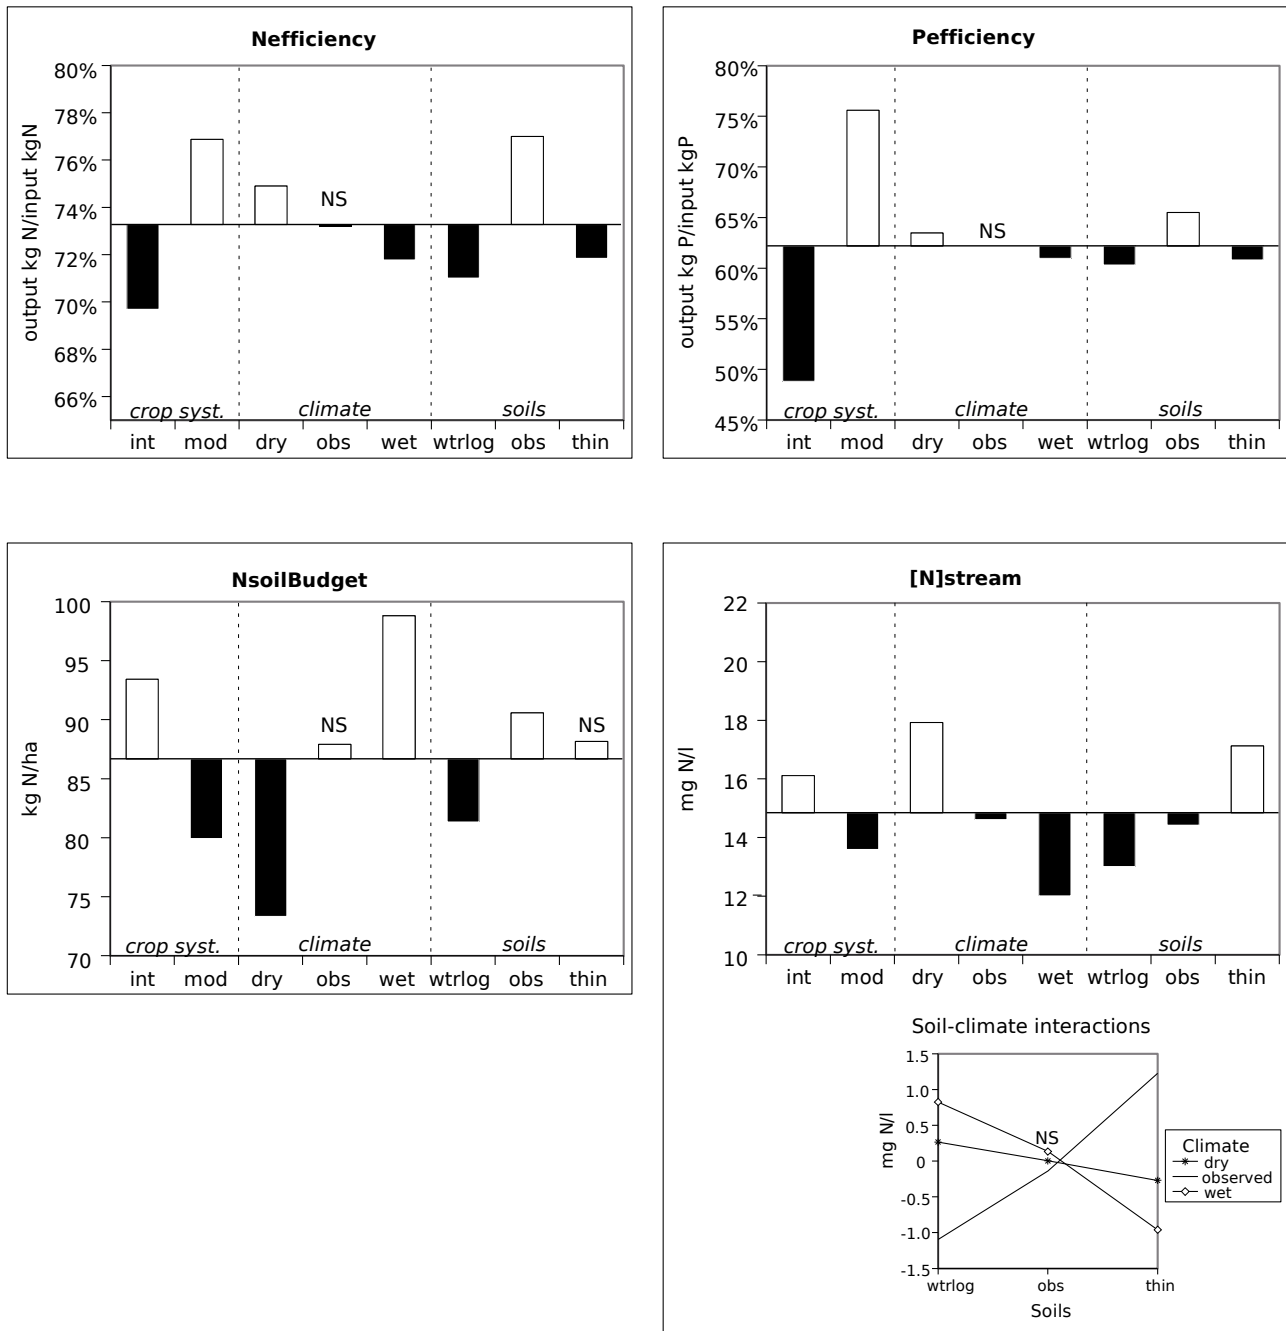 Nefficiency
output kg N/input kgN
80%
78%
76%
74%
72%
70%
68%
66%
NS
crop syst.
climate
soils
int mod dry obs wet wtrlog obs thin
Pefficiency
output kg P/input kgP
80%
75%
70%
65%
60%
55%
50%
45%
NS
crop syst.
climate
soils
int mod dry obs wet wtrlog obs thin
NsoilBudget
kg N/ha
100
95
90
85
80
75
70
NS
NS
crop syst.
climate
soils
int mod dry obs wet wtrlog obs thin
[N]stream
mg N/l
22
20
18
16
14
12
10
crop syst.
climate
soils
int mod dry obs wet wtrlog obs thin
Soil-climate interactions
mg N/l
1.5
1.0
0.5
0
-0.5
-1.0
-1.5
NS
wtrlog obs thin
Soils
Climate
dry
observed
wet